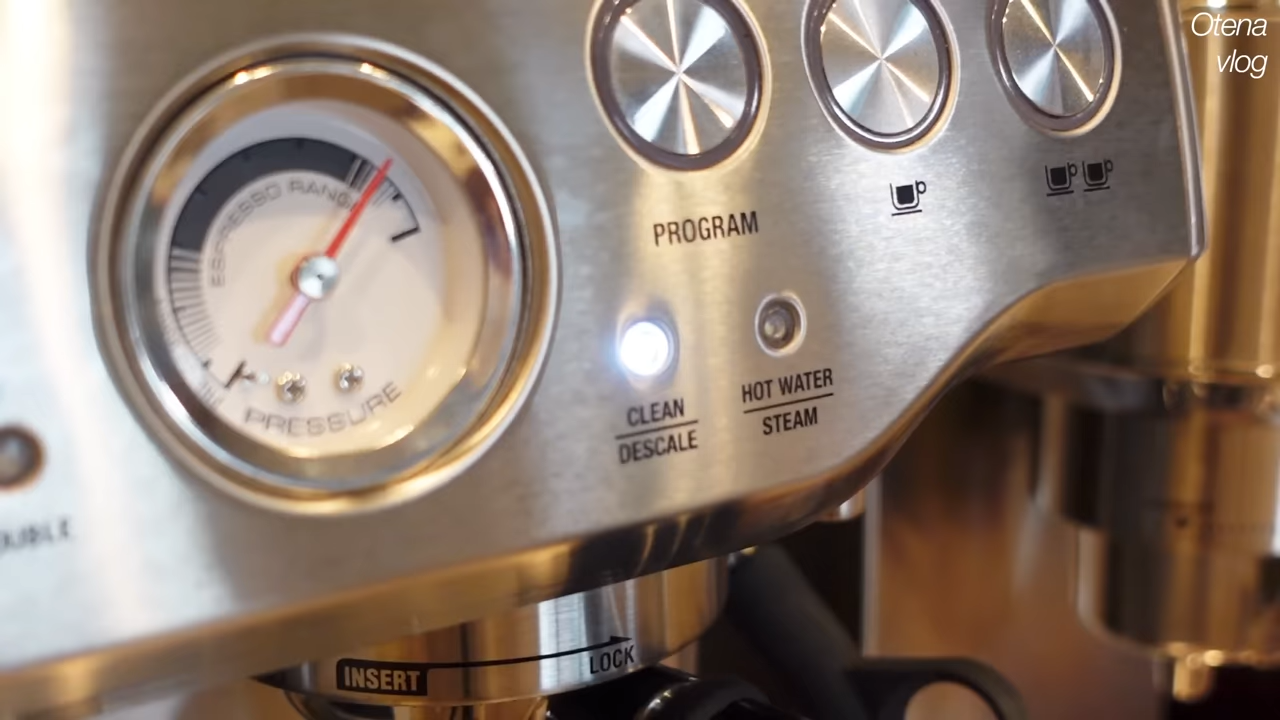 Otena
vlog
ESPRESSO RANGE
PRESSURE
PROGRAM
CLEAN
DESCALE
HOT WATER
STEAM
INSERT
LOCK